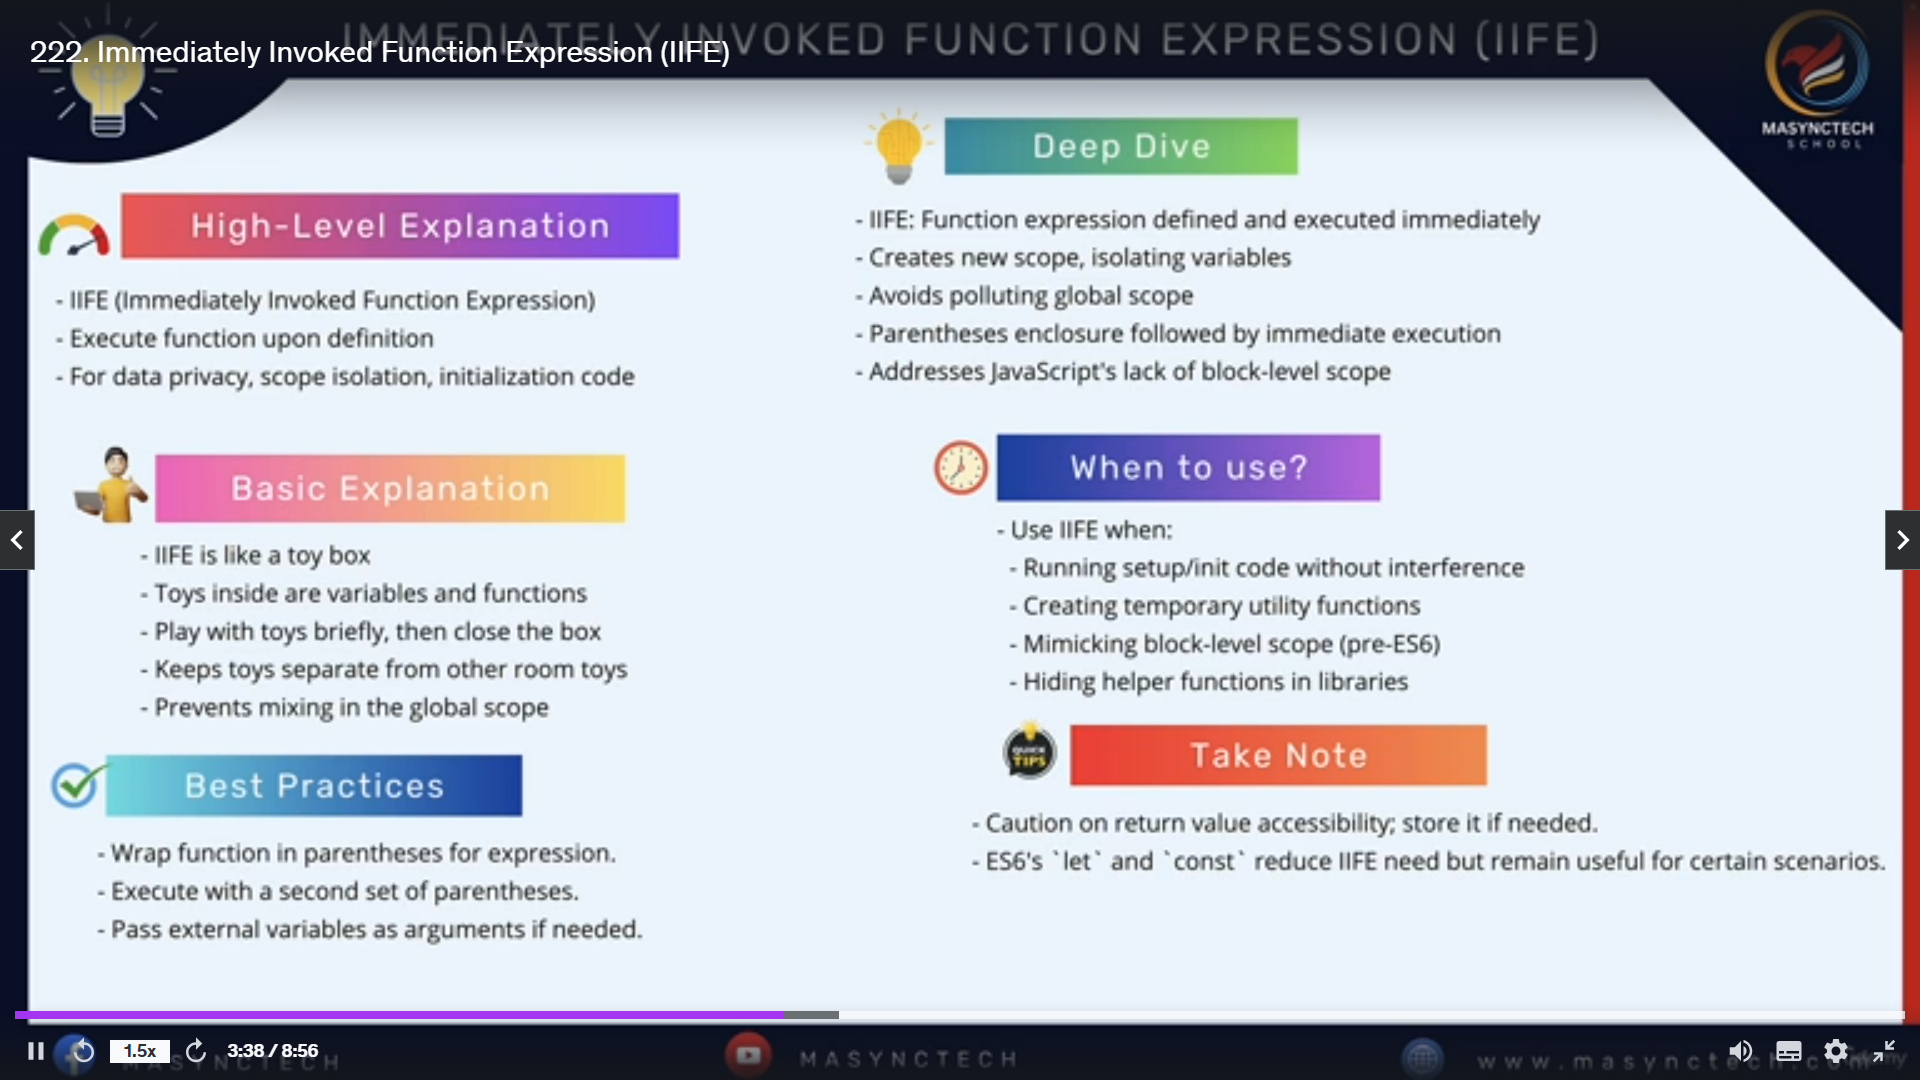 IMMEDIATELY INVOKED FUNCTION EXPRESSION (IIFE)
222. Immediately Invoked Function Expression (IIFE)
MASYNCTECH
SCHOOL
High-Level Explanation
- IIFE (Immediately Invoked Function Expression)
- Execute function upon definition
- For data privacy, scope isolation, initialization code
Basic Explanation
- IIFE is like a toy box
- Toys inside are variables and functions
- Play with toys briefly, then close the box
- Keeps toys separate from other room toys
- Prevents mixing in the global scope
Best Practices
- Wrap function in parentheses for expression.
- Execute with a second set of parentheses.
- Pass external variables as arguments if needed.
Deep Dive
- IIFE: Function expression defined and executed immediately
- Creates new scope, isolating variables
- Avoids polluting global scope
- Parentheses enclosure followed by immediate execution
- Addresses JavaScript's lack of block-level scope
When to use?
- Use IIFE when:
- Running setup/init code without interference
- Creating temporary utility functions
- Mimicking block-level scope (pre-ES6)
- Hiding helper functions in libraries
QUICK
TIPS
Take Note
- Caution on return value accessibility; store it if needed.
- ES6's `let` and `const` reduce IIFE need but remain useful for certain scenarios.
1.5x
3:38 / 8:56
MASYNCTECH
MASYNCTECH
www.masynctech.com